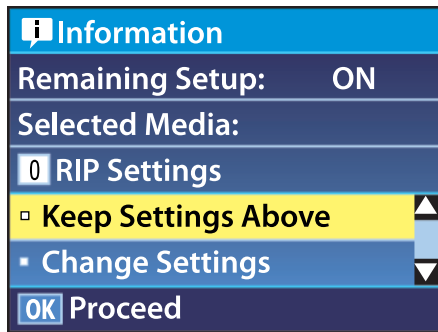 Information
Remaining Setup: ON
Selected Media:
0 RIP Settings
Keep Settings Above
Change Settings
OK Proceed